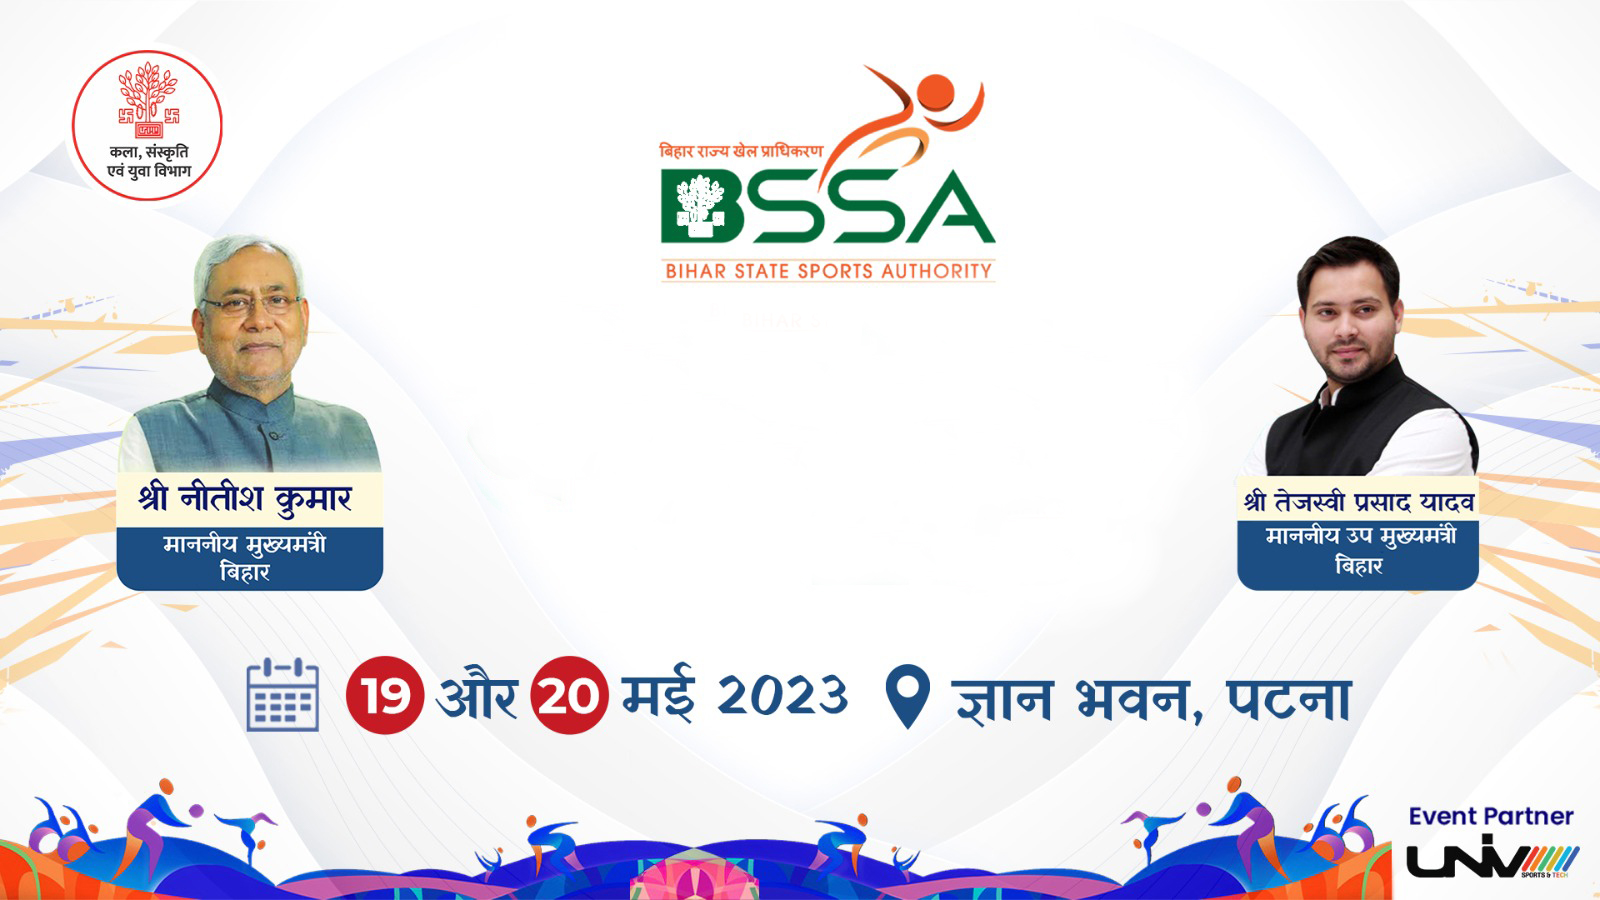 कला, संस्कृति
एवं युवा विभाग
बिहार राज्य खेल प्राधिकरण
BSSA
BIHAR STATE SPORTS AUTHORITY
श्री नीतीश कुमार
माननीय मुख्यमंत्री
बिहार
श्री तेजस्वी प्रसाद यादव
माननीय उप मुख्यमंत्री
बिहार
19 और 20 मई 2023 ज्ञान भवन, पटना
Event Partner
UNIV
SPORTS & TECH